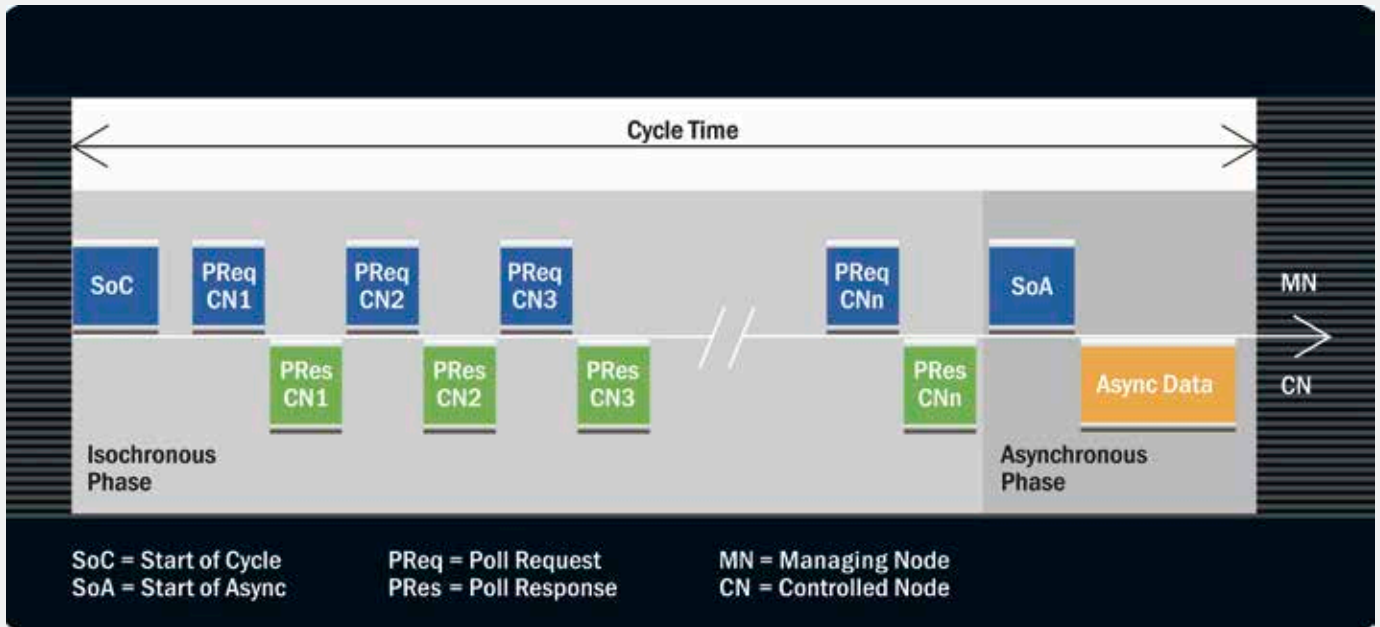 Cycle Time
SoC
PReq
CN1
PReq
CN2
PReq
CN3
PReq
CNn
SoA
MN
PRes
CN1
PRes
CN2
PRes
CN3
PRes
CNn
Async Data
CN
Isochronous
Phase
Asynchronous
Phase
SoC = Start of Cycle
SoA = Start of Async
PReq = Poll Request
PRes = Poll Response
MN = Managing Node
CN = Controlled Node